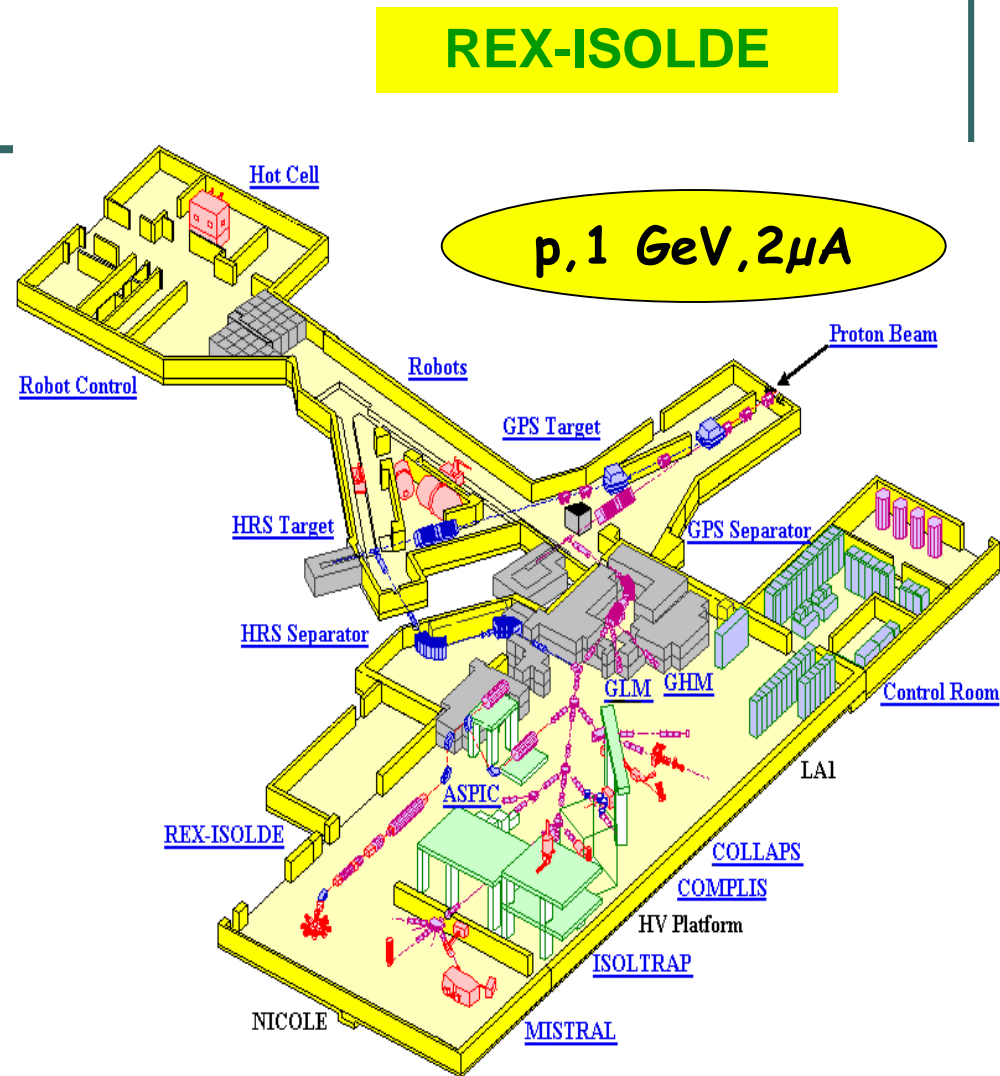 REX-ISOLDE
Hot Cell
p,1 GeV,2µA
Proton Beam
Robots
Robot Control
GPS Target
HRS Target
GPS Separator
HRS Separator
GLM
GHM
Control Room
LA1
ASPIC
REX-ISOLDE
COLLAPS
COMPLIS
HV Platform
ISOLTRAP
NICOLE
MISTRAL